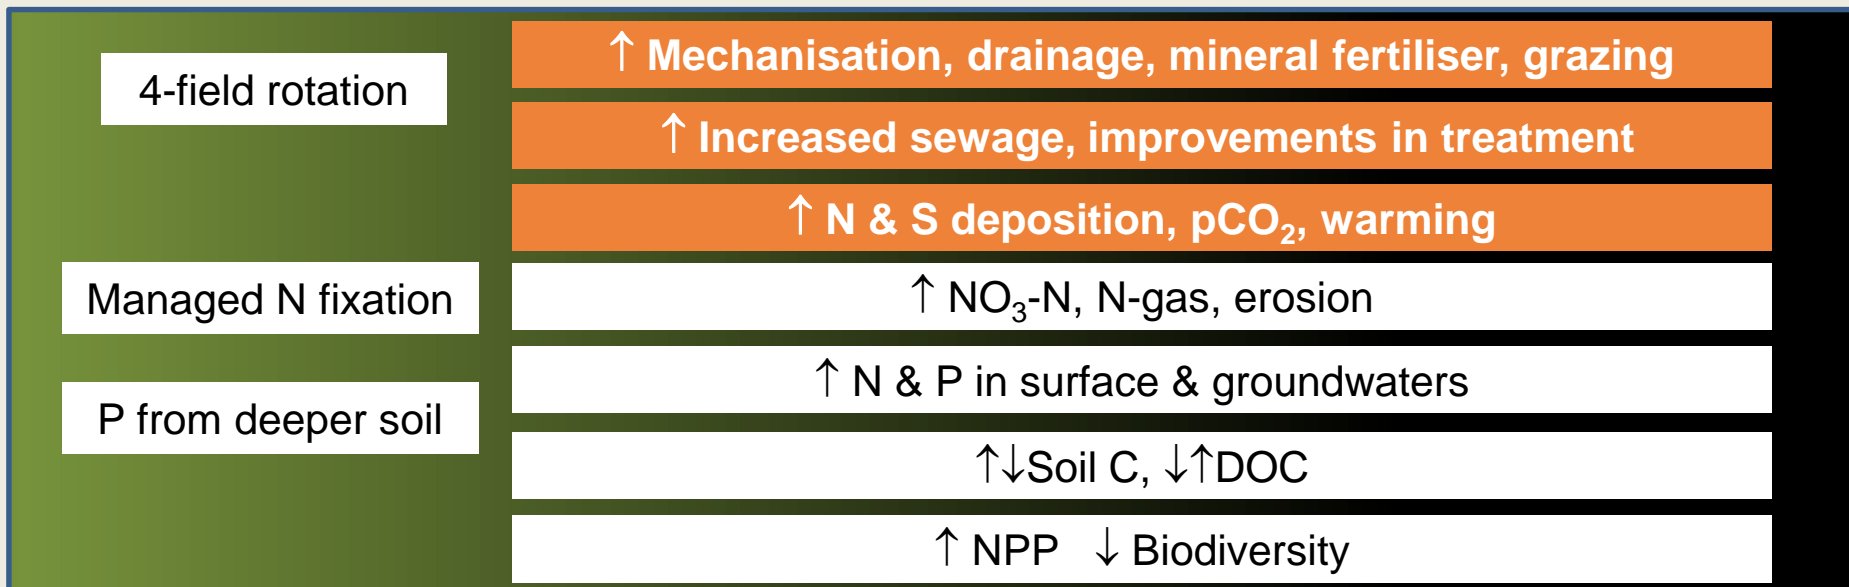 4-field rotation
Managed N fixation
P from deeper soil
↑ Mechanisation, drainage, mineral fertiliser, grazing
↑ Increased sewage, improvements in treatment
↑ N & S deposition, pCO₂, warming
↑ NO₃-N, N-gas, erosion
↑ N & P in surface & groundwaters
↑↓Soil C, ↓↑DOC
↑ NPP ↓ Biodiversity